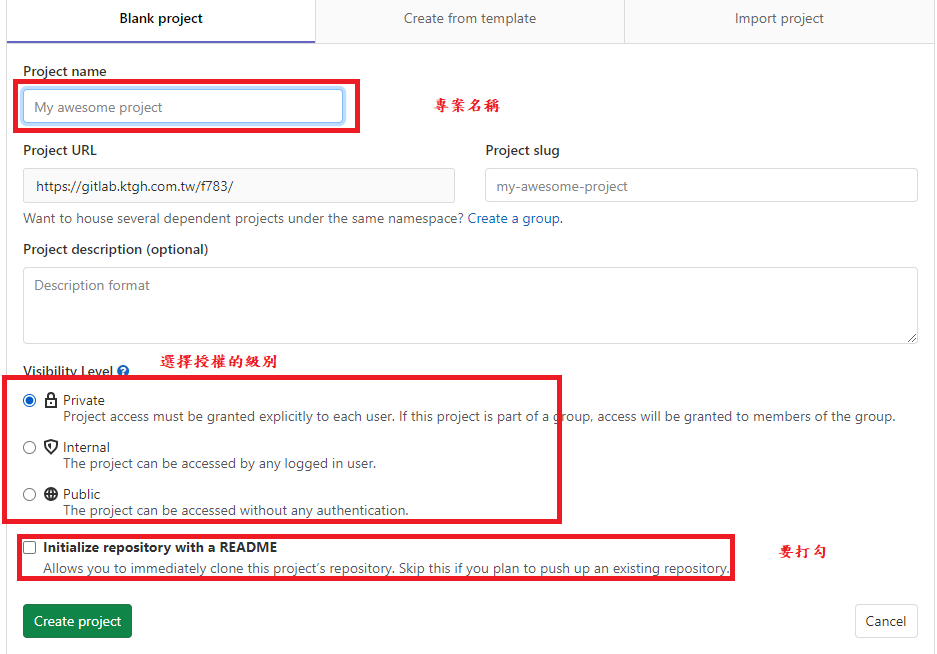 Blank project
Create from template
Import project
Project name
My awesome project
專案名稱
Project URL
Project slug
https://gitlab.ktgh.com.tw/f783/
my-awesome-project
Want to house several dependent projects under the same namespace? Create a group.
Project description (optional)
Description format
選擇授權的級別
Visibility Level ?
Private
Project access must be granted explicitly to each user. If this project is part of a group, access will be granted to members of the group.
Internal
The project can be accessed by any logged in user.
Public
The project can be accessed without any authentication.
Initialize repository with a README
要打勾
Allows you to immediately clone this project’s repository. Skip this if you plan to push up an existing repository.
Create project
Cancel